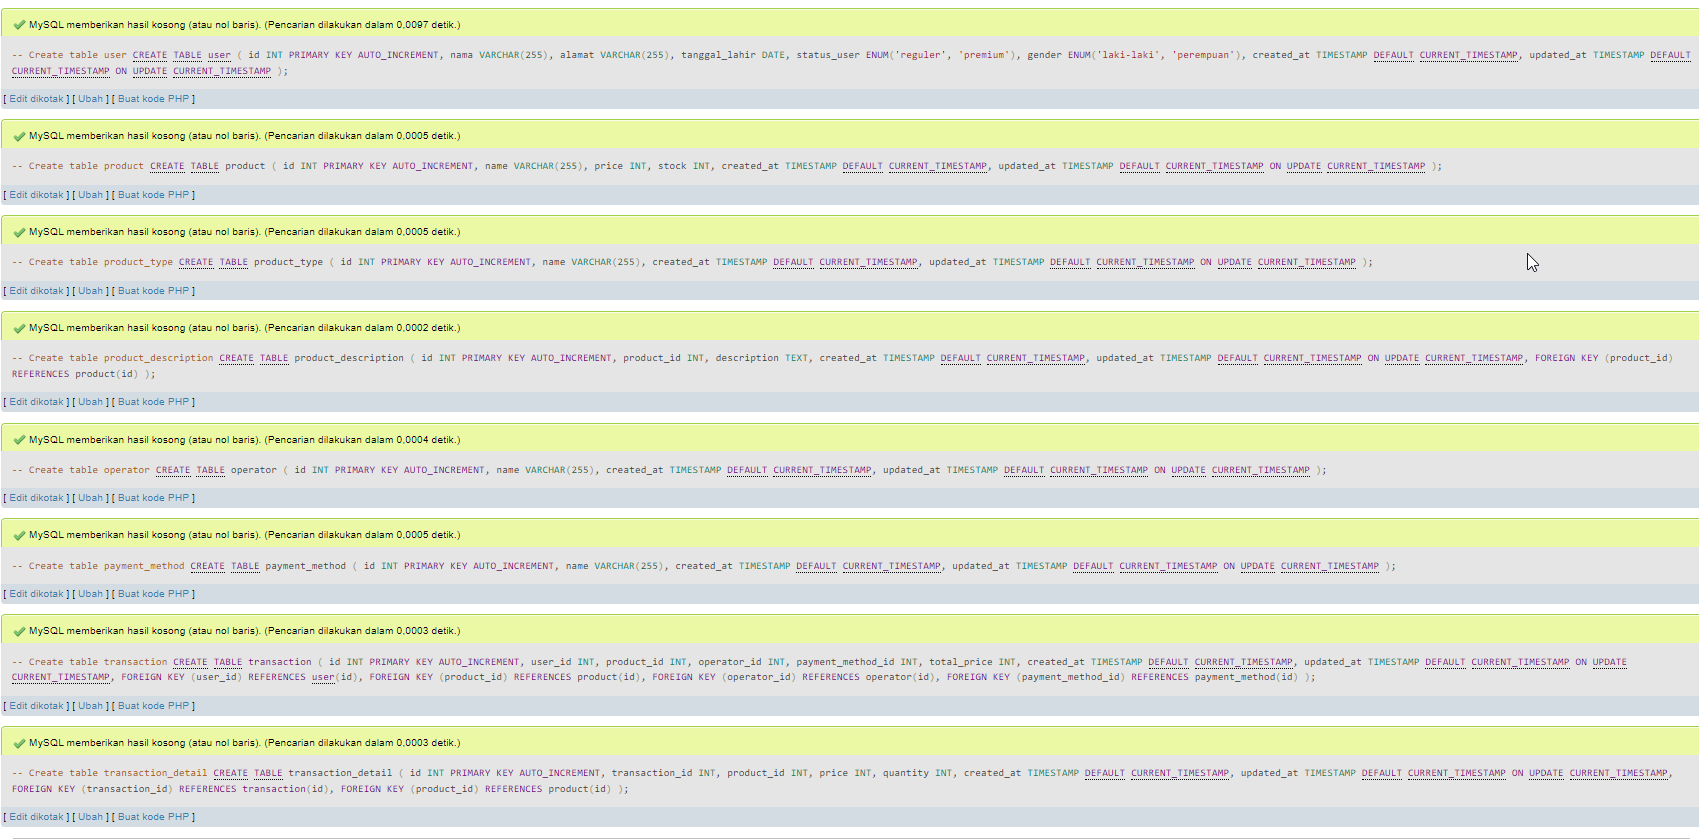 MySQL memberikan hasil kosong (atau nol baris). (Pencarian dilakukan dalam 0,0097 detik.)
-- Create table user CREATE TABLE user ( id INT PRIMARY KEY AUTO_INCREMENT, nama VARCHAR(255), alamat VARCHAR(255), tanggal_lahir DATE, status_user ENUM('reguler', 'premium'), gender ENUM('laki-laki', 'perempuan'), created_at TIMESTAMP DEFAULT CURRENT_TIMESTAMP, updated_at TIMESTAMP DEFAULT
CURRENT_TIMESTAMP ON UPDATE CURRENT_TIMESTAMP );
[ Edit dikotak ] [ Ubah ] [ Buat kode PHP ]
MySQL memberikan hasil kosong (atau nol baris). (Pencarian dilakukan dalam 0,0005 detik.)
-- Create table product CREATE TABLE product ( id INT PRIMARY KEY AUTO_INCREMENT, name VARCHAR(255), price INT, stock INT, created_at TIMESTAMP DEFAULT CURRENT_TIMESTAMP, updated_at TIMESTAMP DEFAULT CURRENT_TIMESTAMP ON UPDATE CURRENT_TIMESTAMP );
[ Edit dikotak ] [ Ubah ] [ Buat kode PHP ]
MySQL memberikan hasil kosong (atau nol baris). (Pencarian dilakukan dalam 0,0005 detik.)
-- Create table product_type CREATE TABLE product_type ( id INT PRIMARY KEY AUTO_INCREMENT, name VARCHAR(255), created_at TIMESTAMP DEFAULT CURRENT_TIMESTAMP, updated_at TIMESTAMP DEFAULT CURRENT_TIMESTAMP ON UPDATE CURRENT_TIMESTAMP );
[ Edit dikotak ] [ Ubah ] [ Buat kode PHP ]
MySQL memberikan hasil kosong (atau nol baris). (Pencarian dilakukan dalam 0,0002 detik.)
-- Create table product_description CREATE TABLE product_description ( id INT PRIMARY KEY AUTO_INCREMENT, product_id INT, description TEXT, created_at TIMESTAMP DEFAULT CURRENT_TIMESTAMP, updated_at TIMESTAMP DEFAULT CURRENT_TIMESTAMP ON UPDATE CURRENT_TIMESTAMP, FOREIGN KEY (product_id)
REFERENCES product(id) );
[ Edit dikotak ] [ Ubah ] [ Buat kode PHP ]
MySQL memberikan hasil kosong (atau nol baris). (Pencarian dilakukan dalam 0,0004 detik.)
-- Create table operator CREATE TABLE operator ( id INT PRIMARY KEY AUTO_INCREMENT, name VARCHAR(255), created_at TIMESTAMP DEFAULT CURRENT_TIMESTAMP, updated_at TIMESTAMP DEFAULT CURRENT_TIMESTAMP ON UPDATE CURRENT_TIMESTAMP );
[ Edit dikotak ] [ Ubah ] [ Buat kode PHP ]
MySQL memberikan hasil kosong (atau nol baris). (Pencarian dilakukan dalam 0,0005 detik.)
-- Create table payment_method CREATE TABLE payment_method ( id INT PRIMARY KEY AUTO_INCREMENT, name VARCHAR(255), created_at TIMESTAMP DEFAULT CURRENT_TIMESTAMP, updated_at TIMESTAMP DEFAULT CURRENT_TIMESTAMP ON UPDATE CURRENT_TIMESTAMP );
[ Edit dikotak ] [ Ubah ] [ Buat kode PHP ]
MySQL memberikan hasil kosong (atau nol baris). (Pencarian dilakukan dalam 0,0003 detik.)
-- Create table transaction CREATE TABLE transaction ( id INT PRIMARY KEY AUTO_INCREMENT, user_id INT, product_id INT, operator_id INT, payment_method_id INT, total_price INT, created_at TIMESTAMP DEFAULT CURRENT_TIMESTAMP, updated_at TIMESTAMP DEFAULT CURRENT_TIMESTAMP ON UPDATE
CURRENT_TIMESTAMP, FOREIGN KEY (user_id) REFERENCES user(id), FOREIGN KEY (product_id) REFERENCES product(id), FOREIGN KEY (operator_id) REFERENCES operator(id), FOREIGN KEY (payment_method_id) REFERENCES payment_method(id) );
[ Edit dikotak ] [ Ubah ] [ Buat kode PHP ]
MySQL memberikan hasil kosong (atau nol baris). (Pencarian dilakukan dalam 0,0003 detik.)
-- Create table transaction_detail CREATE TABLE transaction_detail ( id INT PRIMARY KEY AUTO_INCREMENT, transaction_id INT, product_id INT, price INT, quantity INT, created_at TIMESTAMP DEFAULT CURRENT_TIMESTAMP, updated_at TIMESTAMP DEFAULT CURRENT_TIMESTAMP ON UPDATE CURRENT_TIMESTAMP,
FOREIGN KEY (transaction_id) REFERENCES transaction(id), FOREIGN KEY (product_id) REFERENCES product(id) );
[ Edit dikotak ] [ Ubah ] [ Buat kode PHP ]